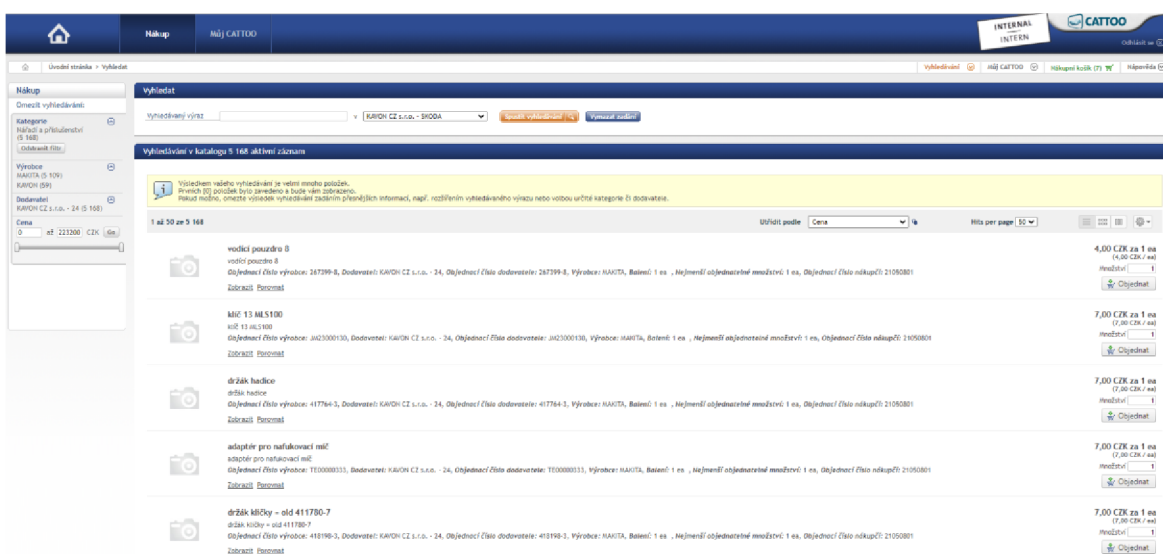 Nákup
Můj CATTOO
INTERNAL
INTERN
CATTOO
Odhlásit se
Úvodní stránka > Vyhledat
Vyhledávání
Můj CATTOO
Nákupní košík (7)
Nápověda
Nákup
Omezit vyhledávání:
Kategorie
Nářadí a příslušenství
(5 168)
Odstranit filtr
Výrobce
MAKITA (5 109)
KAVON (59)
Dodavatel
KAVON CZ s.r.o. - 24 (5 168)
Cena
0 až 223200 CZK Go
Vyhledat
Vyhledávaný výraz
v KAVON CZ s.r.o. - SKODA
Spustit vyhledávání
Vymazat zadání
Vyhledávání v katalogu 5 168 aktivní záznam
Výsledkem vašeho vyhledávání je velmi mnoho položek.
Prvních [0] položek bylo zavedeno a bude vám zobrazeno.
Pokud možno, omezte výsledek vyhledávání zadáním přesnějších informací, např. rozšířením vyhledávaného výrazu nebo volbou určité kategorie či dodavatele.
1 až 50 ze 5 168
Utřídit podle Cena
Hits per page 50
vodicí pouzdro 8
vodicí pouzdro 8
Objednací číslo výrobce: 267399-8, Dodavatel: KAVON CZ s.r.o. - 24, Objednací číslo dodavatele: 267399-8, Výrobce: MAKITA, Balení: 1 ea , Nejmenší objednatelné množství: 1 ea, Objednací číslo nákupčí: 21050801
Zobrazit Porovnat
4,00 CZK za 1 ea
(4,00 CZK / ea)
Množství 1
Objednat
klíč 13 MLS100
klíč 13 MLS100
Objednací číslo výrobce: JM23000130, Dodavatel: KAVON CZ s.r.o. - 24, Objednací číslo dodavatele: JM23000130, Výrobce: MAKITA, Balení: 1 ea , Nejmenší objednatelné množství: 1 ea, Objednací číslo nákupčí: 21050801
Zobrazit Porovnat
7,00 CZK za 1 ea
(7,00 CZK / ea)
Množství 1
Objednat
držák hadice
držák hadice
Objednací číslo výrobce: 417764-3, Dodavatel: KAVON CZ s.r.o. - 24, Objednací číslo dodavatele: 417764-3, Výrobce: MAKITA, Balení: 1 ea , Nejmenší objednatelné množství: 1 ea, Objednací číslo nákupčí: 21050801
Zobrazit Porovnat
7,00 CZK za 1 ea
(7,00 CZK / ea)
Množství 1
Objednat
adaptér pro nafukovací míč
adaptér pro nafukovací míč
Objednací číslo výrobce: TE00000333, Dodavatel: KAVON CZ s.r.o. - 24, Objednací číslo dodavatele: TE00000333, Výrobce: MAKITA, Balení: 1 ea , Nejmenší objednatelné množství: 1 ea, Objednací číslo nákupčí: 21050801
Zobrazit Porovnat
7,00 CZK za 1 ea
(7,00 CZK / ea)
Množství 1
Objednat
držák kličky = old 411780-7
držák kličky = old 411780-7
Objednací číslo výrobce: 418198-3, Dodavatel: KAVON CZ s.r.o. - 24, Objednací číslo dodavatele: 418198-3, Výrobce: MAKITA, Balení: 1 ea , Nejmenší objednatelné množství: 1 ea, Objednací číslo nákupčí: 21050801
Zobrazit Porovnat
7,00 CZK za 1 ea
(7,00 CZK / ea)
Množství 1
Objednat